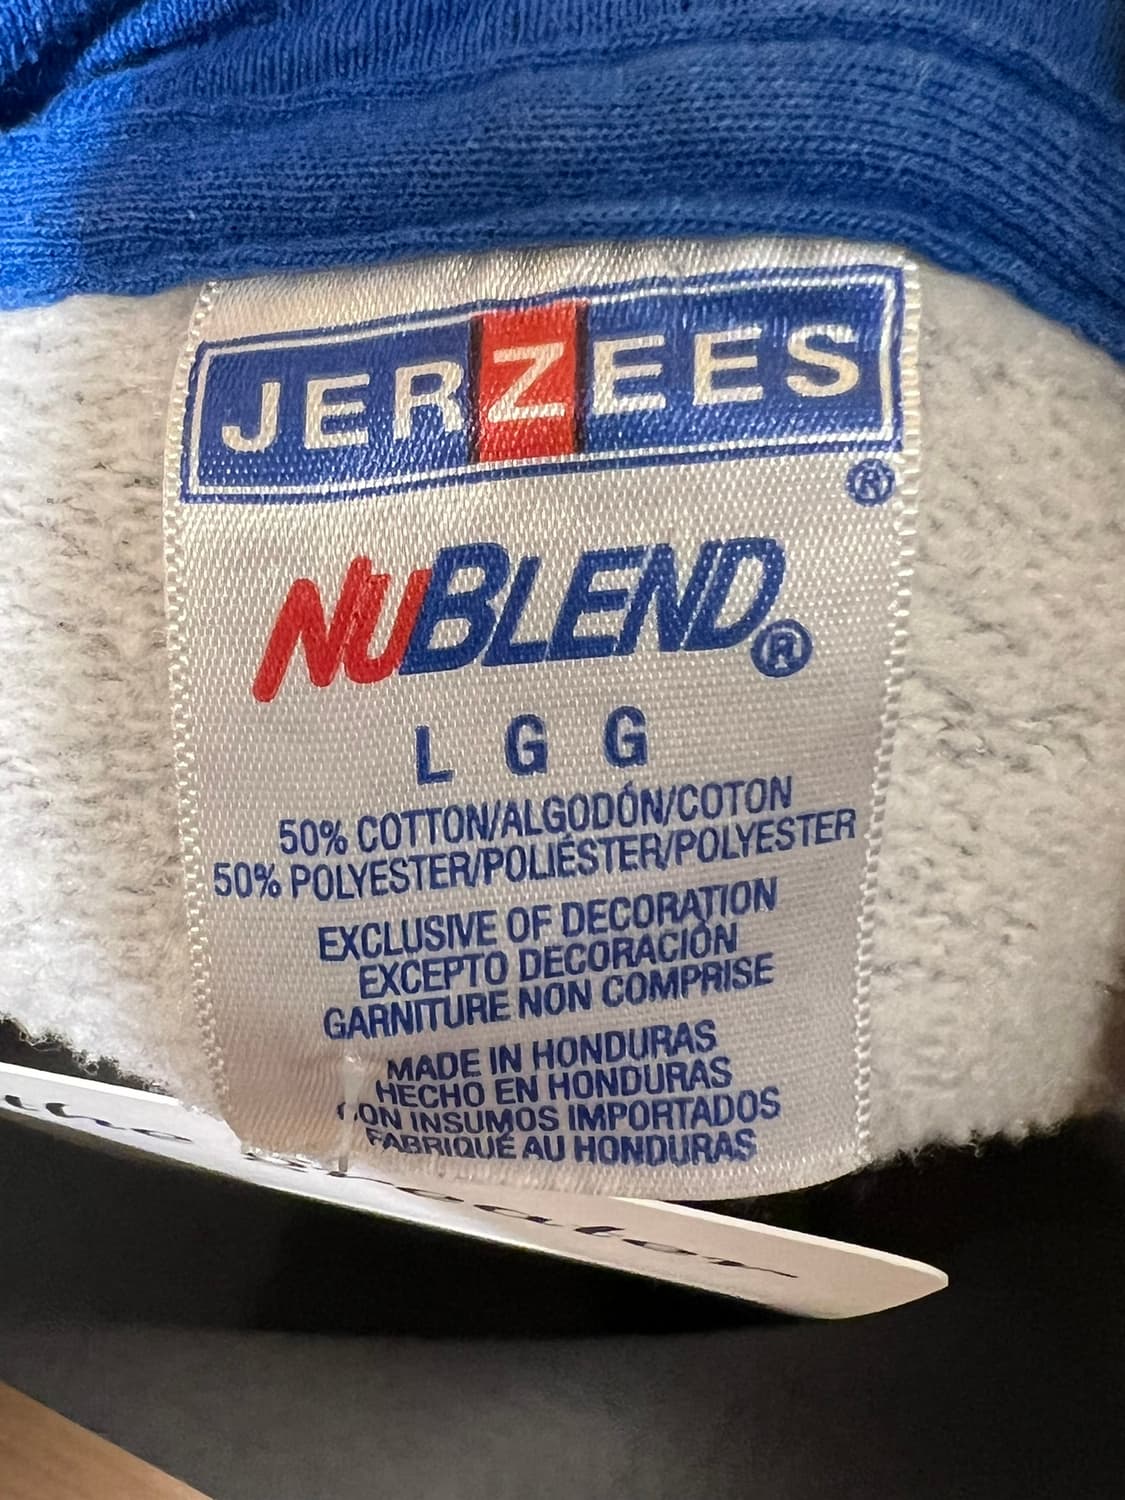 JERZEES
®
NUBLEND®
L G G
50% COTTON/ALGODÓN/COTON
50% POLYESTER/POLIÉSTER/POLYESTER
EXCLUSIVE OF DECORATION
EXCEPTO DECORACIÓN
GARNITURE NON COMPRISE
MADE IN HONDURAS
HECHO EN HONDURAS
CON INSUMOS IMPORTADOS
FABRIQUÉ AU HONDURAS
the